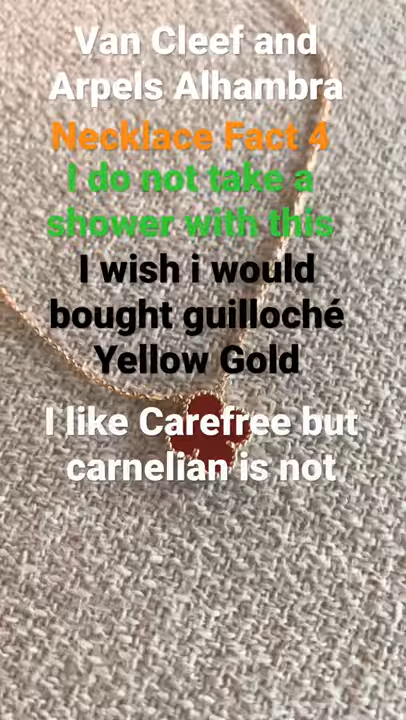 Van Cleef and
Arpels Alhambra
Necklace Fact 4
I do not take a
shower with this
I wish i would
bought guilloché
Yellow Gold
I like Carefree but
carnelian is not